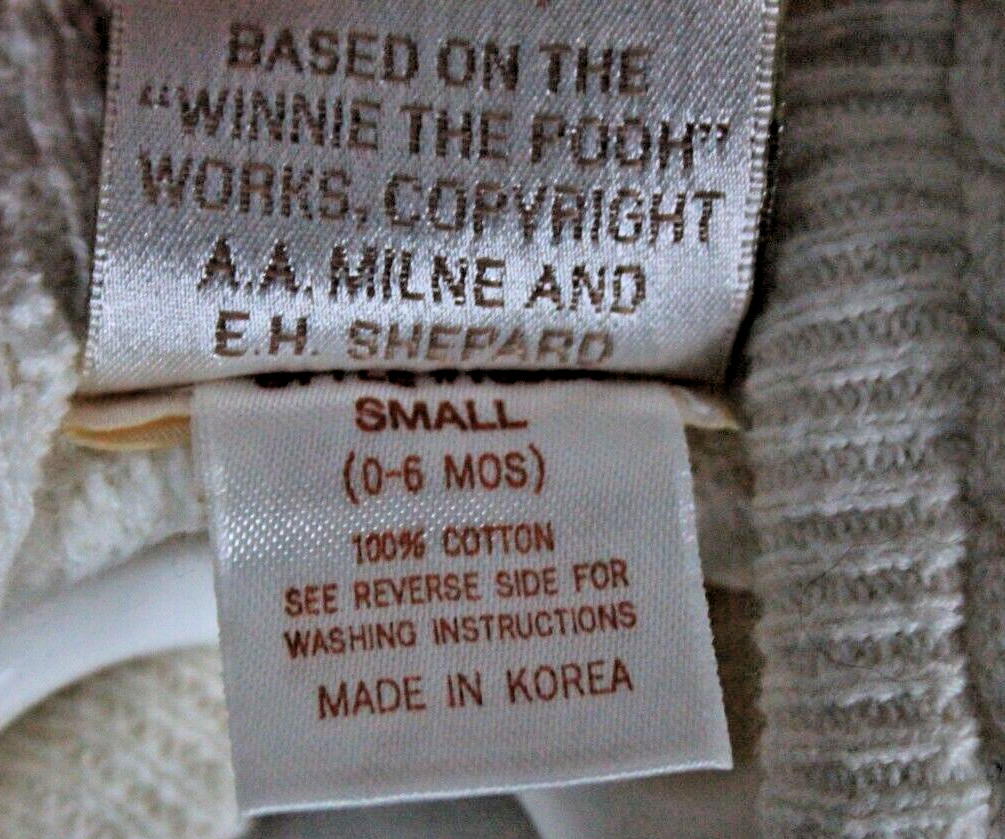 BASED ON THE
"WINNIE THE POOH"
WORKS, COPYRIGHT
A.A. MILNE AND
E.H. SHEPARD
SMALL
(0-6 MOS)
100% COTTON
SEE REVERSE SIDE FOR
WASHING INSTRUCTIONS
MADE IN KOREA